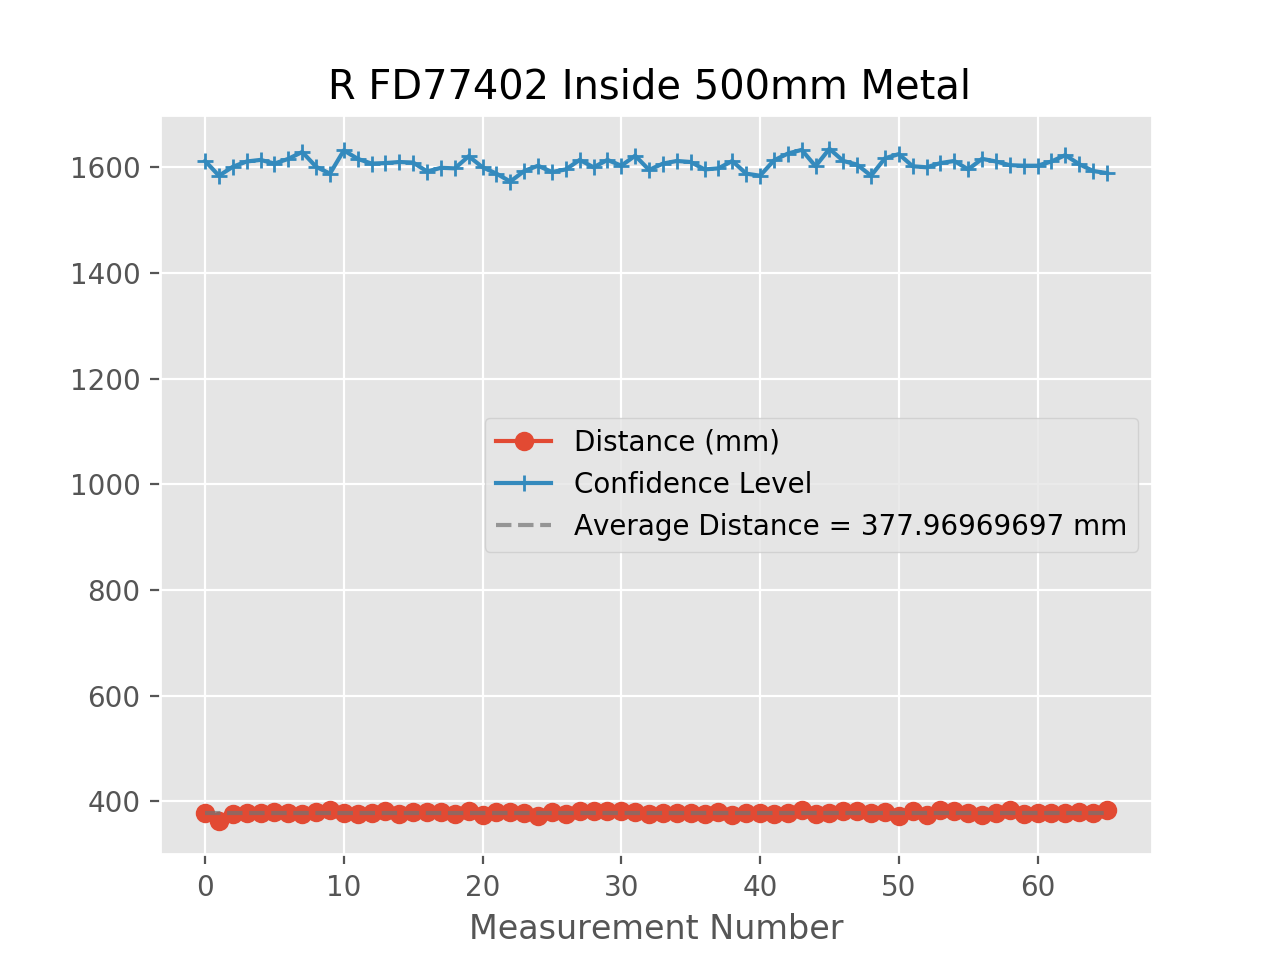 R FD77402 Inside 500mm Metal
1600
1400
1200
1000
800
600
400
Distance (mm)
Confidence Level
Average Distance = 377.96969697 mm
0 10 20 30 40 50 60
Measurement Number